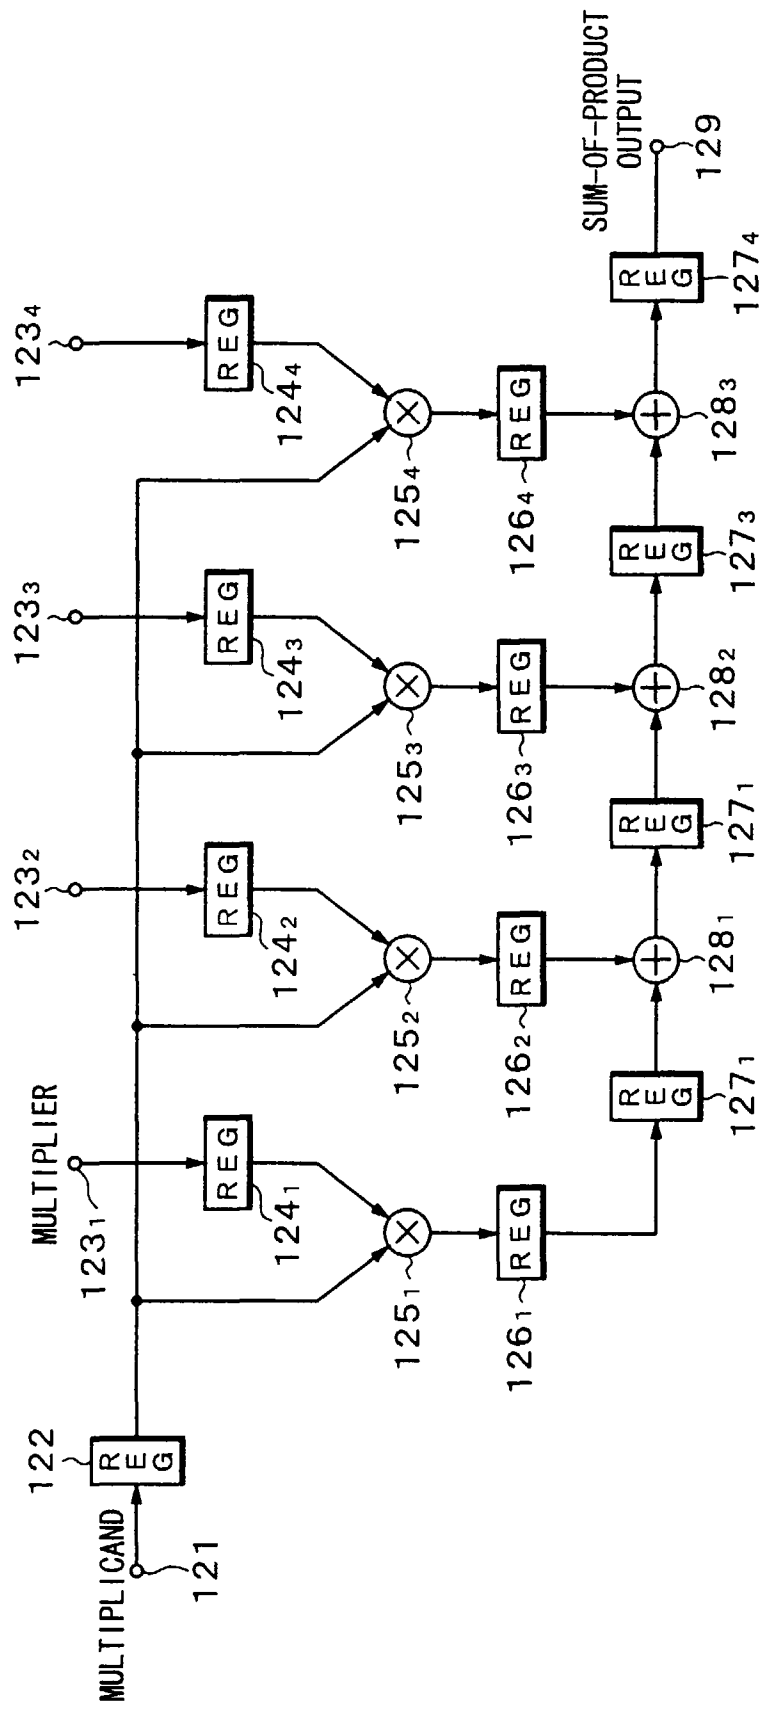 MULTIPLICAND
121
REG
122
MULTIPLIER
123₁
123₂
123₃
123₄
REG
124₁
REG
124₂
REG
124₃
REG
124₄
125₁
125₂
125₃
125₄
REG
126₁
REG
126₂
REG
126₃
REG
126₄
REG
127₁
128₁
REG
127₁
128₂
REG
127₃
128₃
REG
127₄
SUM-OF-PRODUCT
OUTPUT
129